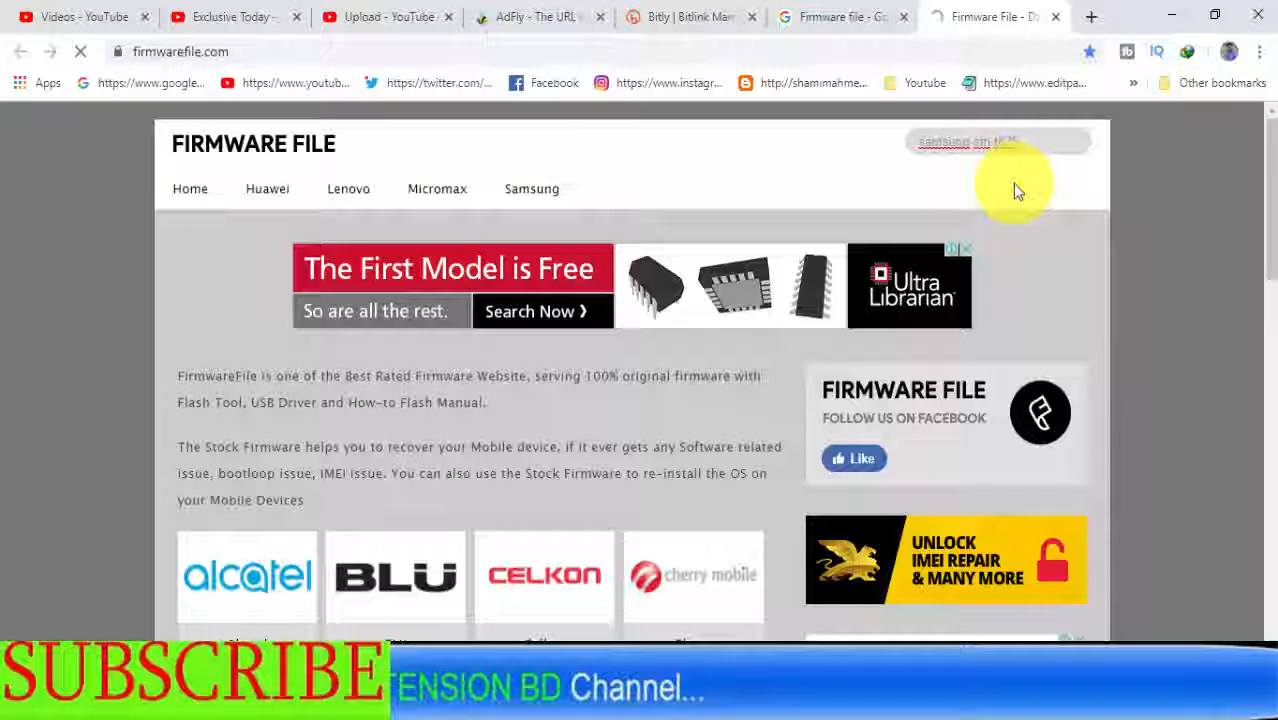 Videos - YouTube
Exclusive Today -
Upload - YouTube
AdFly - The URL
Bitly | Bitlink Man
Firmware file - Go
Firmware File - Do
firmwarefile.com
Apps
https://www.google...
https://www.youtub...
https://twitter.com/...
Facebook
https://www.instagr...
http://shamimahme...
Youtube
https://www.editpa...
Other bookmarks
FIRMWARE FILE
samsung sm
Home
Huawei
Lenovo
Micromax
Samsung
The First Model is Free
So are all the rest.
Search Now ❯
Ultra
Librarian
FirmwareFile is one of the Best Rated Firmware Website, serving 100% original firmware with
Flash Tool, USB Driver and How-to Flash Manual.
The Stock Firmware helps you to recover your Mobile device, if it ever gets any Software related
issue, bootloop issue, IMEI issue. You can also use the Stock Firmware to re-install the OS on
your Mobile Devices
FIRMWARE FILE
FOLLOW US ON FACEBOOK
Like
UNLOCK
IMEI REPAIR
& MANY MORE
alcatel
BLU
CELKON
cherry mobile
SUBSCRIBE
TENSION BD Channel...